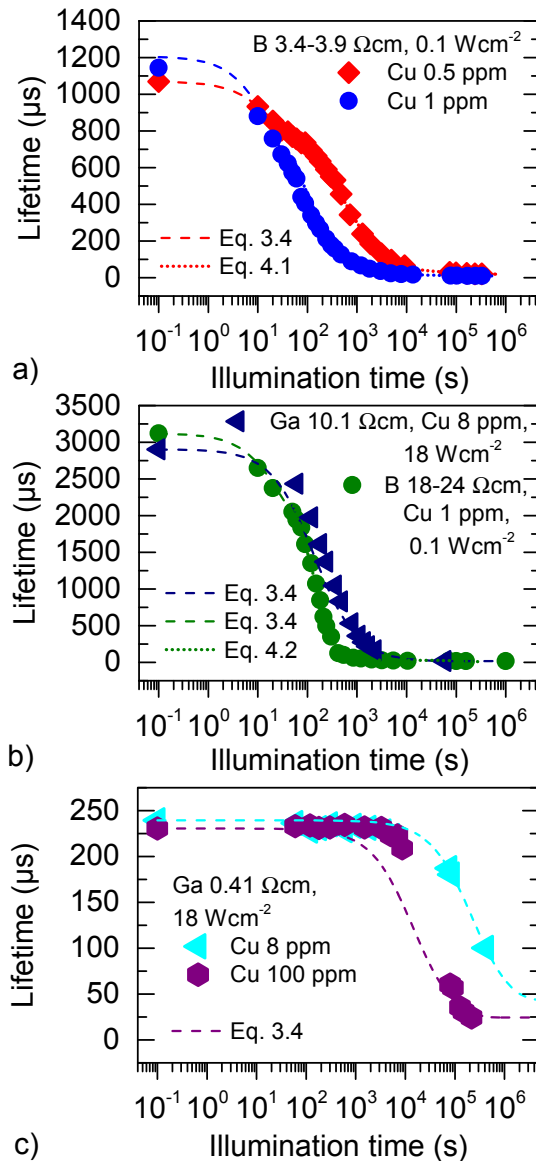 B 3.4-3.9 Ωcm, 0.1 Wcm⁻²
Cu 0.5 ppm
Cu 1 ppm
Eq. 3.4
Eq. 4.1
Lifetime (µs)
1400
1200
1000
800
600
400
200
0
10⁻¹ 10⁰ 10¹ 10² 10³ 10⁴ 10⁵ 10⁶
Illumination time (s)
a)
Ga 10.1 Ωcm, Cu 8 ppm,
18 Wcm⁻²
B 18-24 Ωcm,
Cu 1 ppm,
0.1 Wcm⁻²
Eq. 3.4
Eq. 3.4
Eq. 4.2
Lifetime (µs)
3500
3000
2500
2000
1500
1000
500
0
10⁻¹ 10⁰ 10¹ 10² 10³ 10⁴ 10⁵ 10⁶
Illumination time (s)
b)
Ga 0.41 Ωcm,
18 Wcm⁻²
Cu 8 ppm
Cu 100 ppm
Eq. 3.4
Lifetime (µs)
250
200
150
100
50
0
10⁻¹ 10⁰ 10¹ 10² 10³ 10⁴ 10⁵ 10⁶
Illumination time (s)
c)